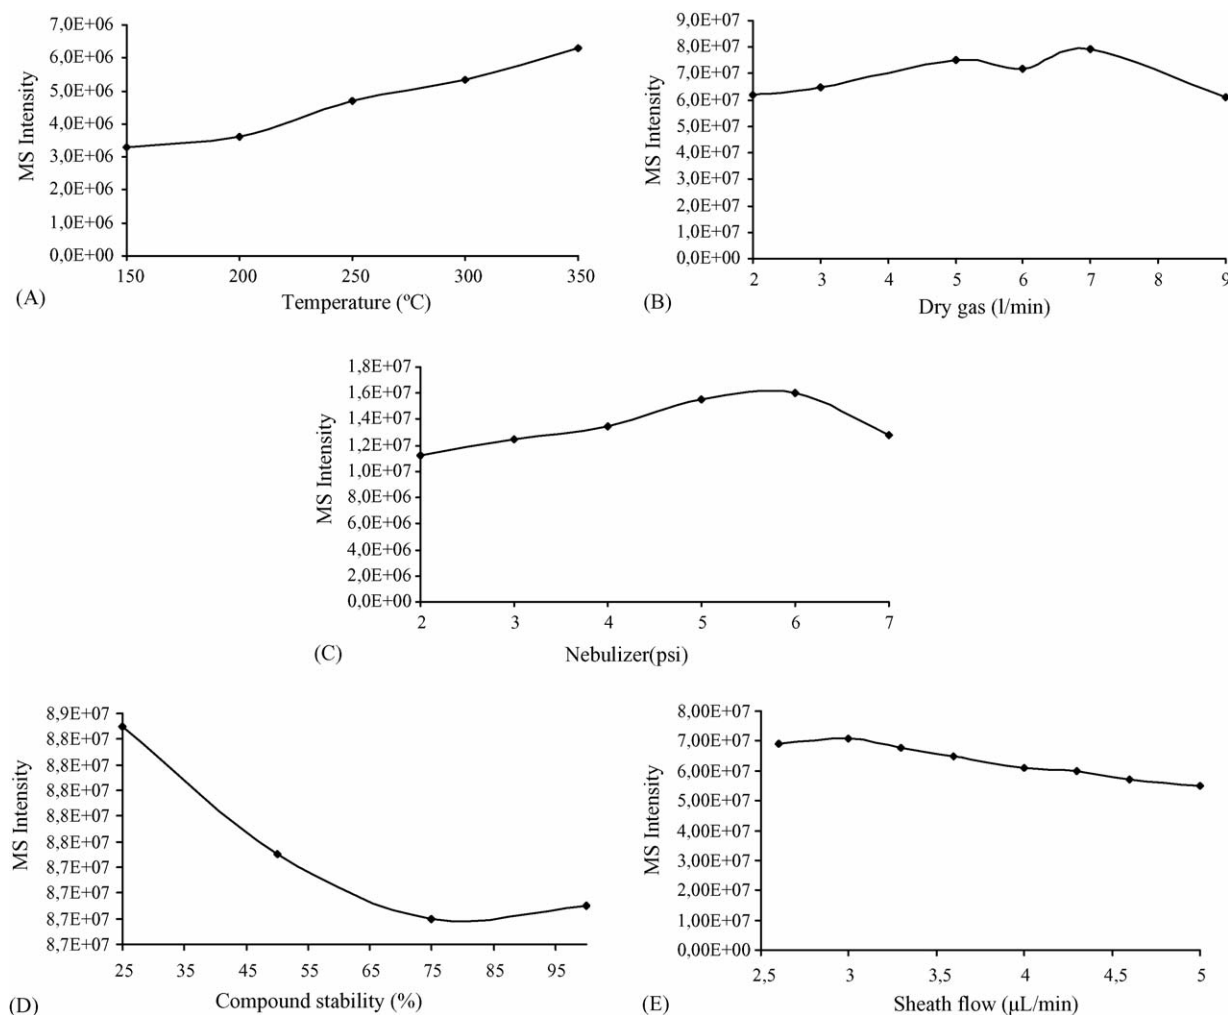 7,0E+06
6,0E+06
5,0E+06
4,0E+06
3,0E+06
2,0E+06
1,0E+06
0,0E+00
MS Intensity
150 200 250 300 350
Temperature (ºC)
(A)
9,0E+07
8,0E+07
7,0E+07
6,0E+07
5,0E+07
4,0E+07
3,0E+07
2,0E+07
1,0E+07
0,0E+00
MS Intensity
2 3 5 6 7 8 9
Dry gas (l/min)
(B)
1,8E+07
1,6E+07
1,4E+07
1,2E+07
1,0E+07
8,0E+06
6,0E+06
4,0E+06
2,0E+06
0,0E+00
MS Intensity
2 3 4 5 6 7
Nebulizer(psi)
(C)
8,9E+07
8,8E+07
8,8E+07
8,8E+07
8,8E+07
8,8E+07
8,7E+07
8,7E+07
8,7E+07
8,7E+07
MS Intensity
25 35 45 55 65 75 85 95
Compound stability (%)
(D)
8,00E+07
7,00E+07
6,00E+07
5,00E+07
4,00E+07
3,00E+07
2,00E+07
1,00E+07
0,00E+00
MS Intensity
2,5 3 3,5 4 4,5 5
Sheath flow (μL/min)
(E)